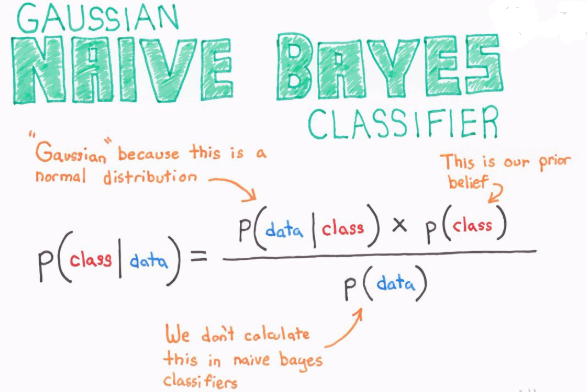 GAUSSIAN
NAIVE BAYES
CLASSIFIER
"Gaussian" because this is a
normal distribution
This is our prior
belief
P(class|data) = P(data|class) × P(class)
P(data)
We don't calculate
this in naive bayes
classifiers